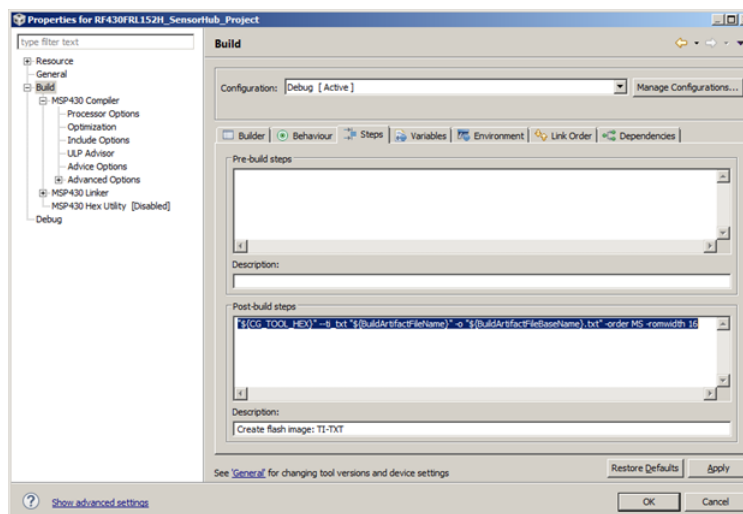 Properties for RF430FRL152H_SensorHub_Project
type filter text
Resource
General
Build
MSP430 Compiler
Processor Options
Optimization
Include Options
ULP Advisor
Advice Options
Advanced Options
MSP430 Linker
MSP430 Hex Utility [Disabled]
Debug
Build
Configuration: Debug [ Active ]
Manage Configurations...
Builder Behaviour Steps Variables Environment Link Order Dependencies
Pre-build steps
Description:
Post-build steps
"${CG_TOOL_HEX}" --ti_txt "${BuildArtifactFileName}" -o "${BuildArtifactFileBaseName}.txt" -order MS -romwidth 16
Description:
Create flash image: TI-TXT
See 'General' for changing tool versions and device settings
Restore Defaults Apply
? Show advanced settings
OK Cancel